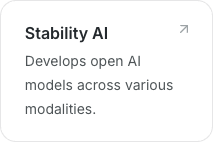 Stability AI
Develops open AI
models across various
modalities.